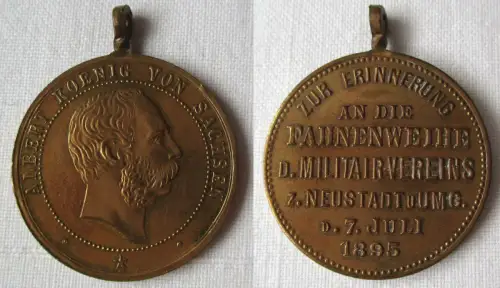 ALBERT KOENIG VON SACHSEN
ZUR ERINNERUNG
AN DIE
FAHNENWEIHE
D. MILITAIR-VEREINS
Z. NEUSTADT U UMG.
D. 7. JULI
1895